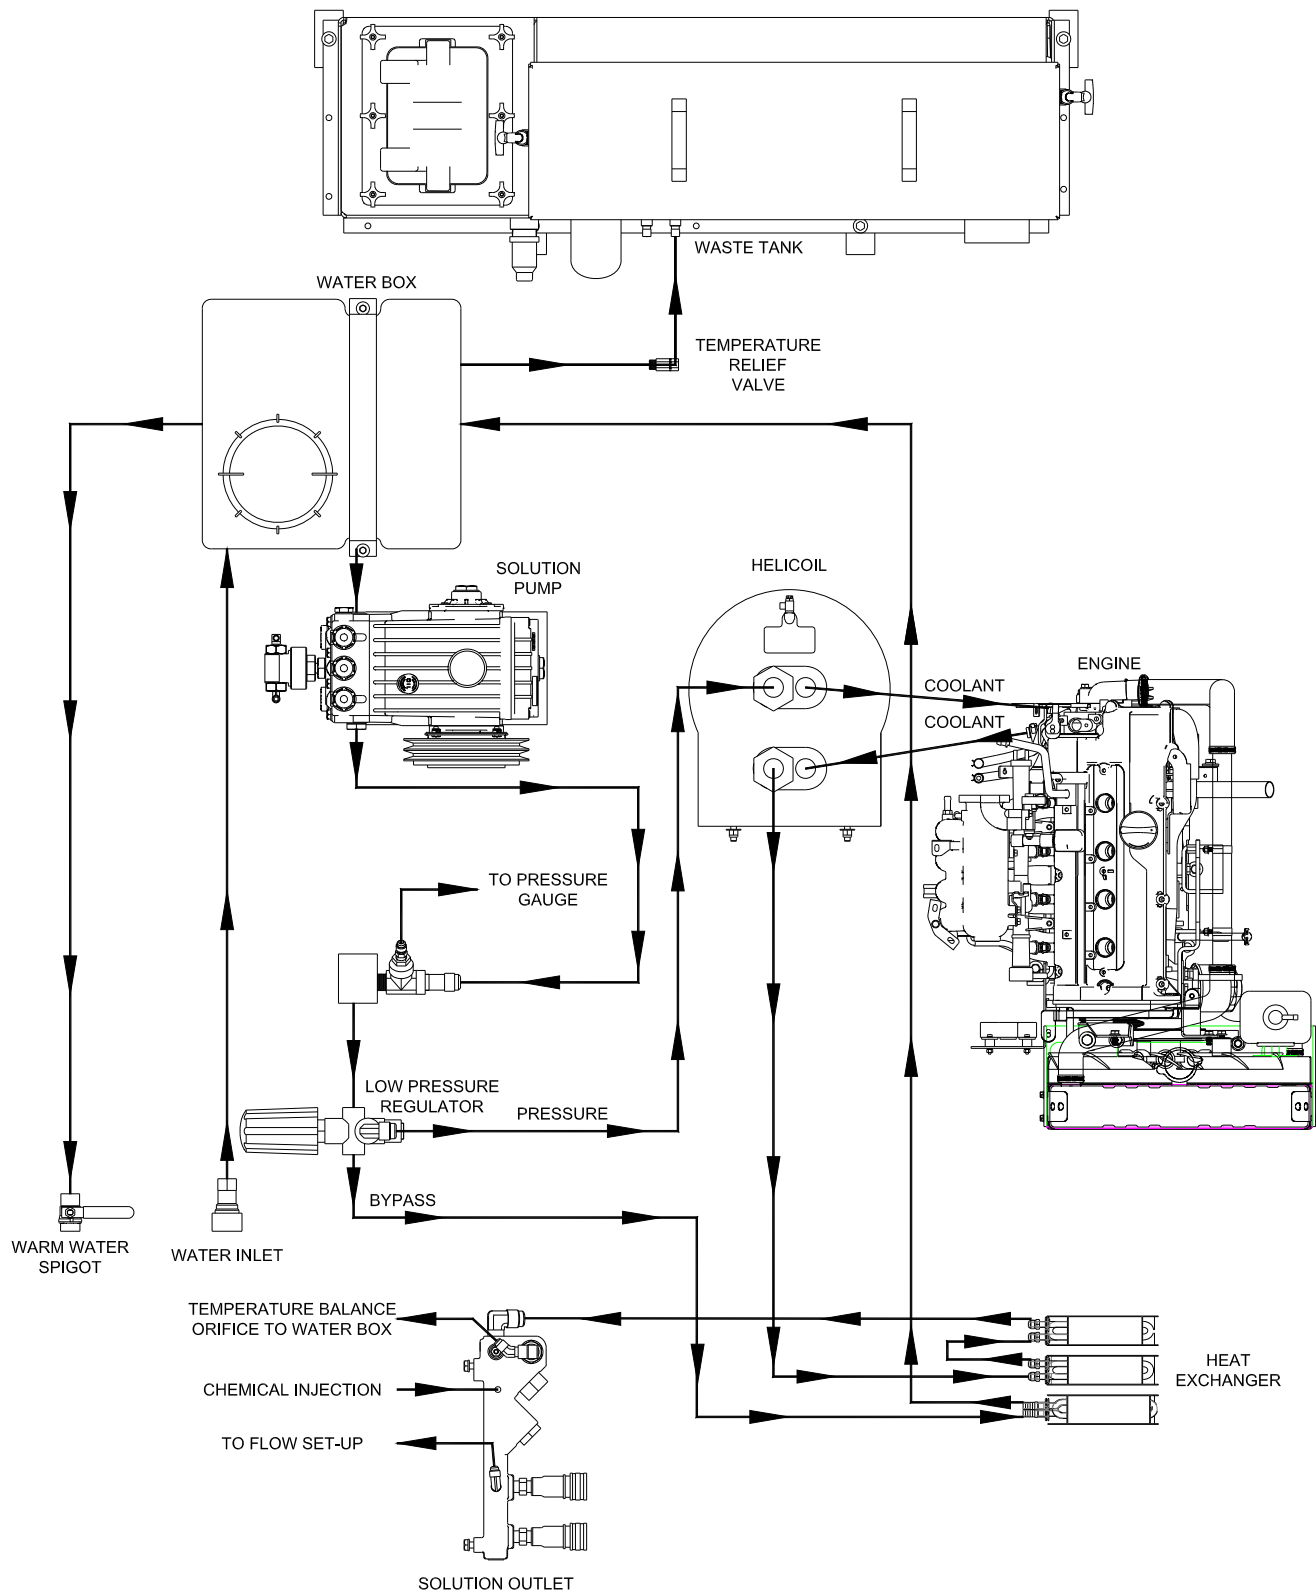 WASTE TANK
WATER BOX
TEMPERATURE
RELIEF
VALVE
SOLUTION
PUMP
HELICOIL
ENGINE
COOLANT
COOLANT
TO PRESSURE
GAUGE
LOW PRESSURE
REGULATOR
PRESSURE
BYPASS
WARM WATER
SPIGOT
WATER INLET
TEMPERATURE BALANCE
ORIFICE TO WATER BOX
CHEMICAL INJECTION
TO FLOW SET-UP
HEAT
EXCHANGER
SOLUTION OUTLET